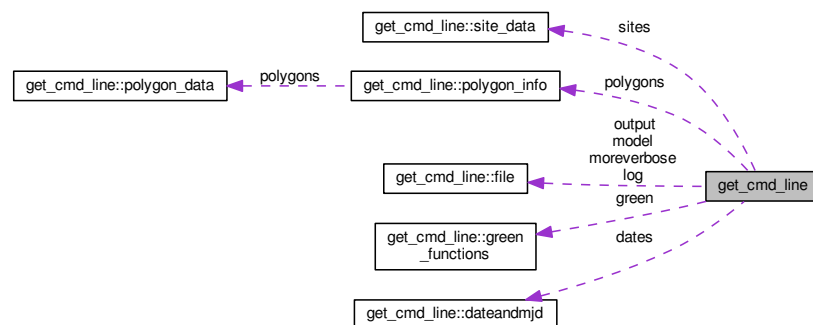 get_cmd_line::site_data
sites
get_cmd_line::polygon_data
polygons
get_cmd_line::polygon_info
polygons
output
model
moreverbose
log
get_cmd_line::file
get_cmd_line
green
get_cmd_line::green
_functions
dates
get_cmd_line::dateandmjd